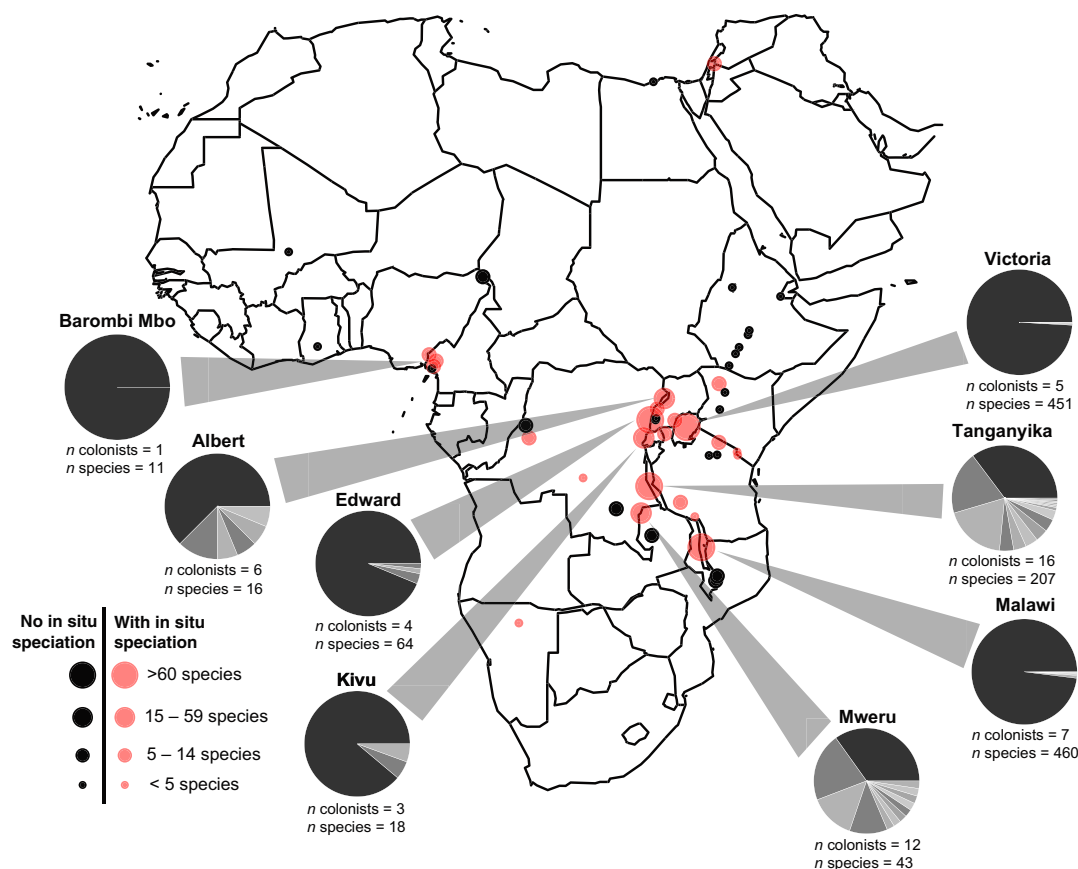 Victoria
n colonists = 5
n species = 451
Barombi Mbo
n colonists = 1
n species = 11
Tanganyika
n colonists = 16
n species = 207
Albert
n colonists = 6
n species = 16
Edward
n colonists = 4
n species = 64
Malawi
n colonists = 7
n species = 460
Kivu
n colonists = 3
n species = 18
Mweru
n colonists = 12
n species = 43
No in situ speciation
With in situ speciation
>60 species
15 – 59 species
5 – 14 species
< 5 species